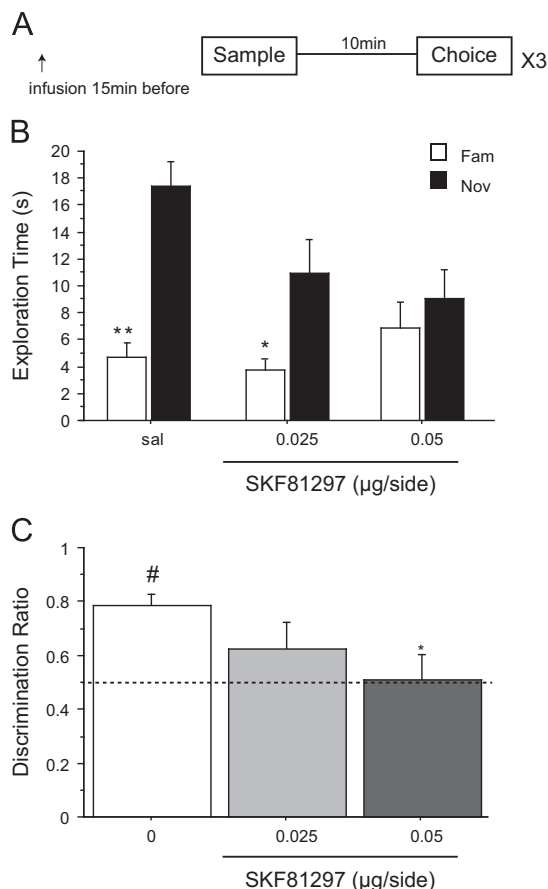 A
Sample
10min
Choice
X3
↑
infusion 15min before
B
Fam
Nov
Exploration Time (s)
20
18
16
14
12
10
8
6
4
2
0
**
*
sal
0.025
0.05
SKF81297 (µg/side)
C
Discrimination Ratio
1
0.8
0.6
0.4
0.2
0
#
*
0
0.025
0.05
SKF81297 (µg/side)